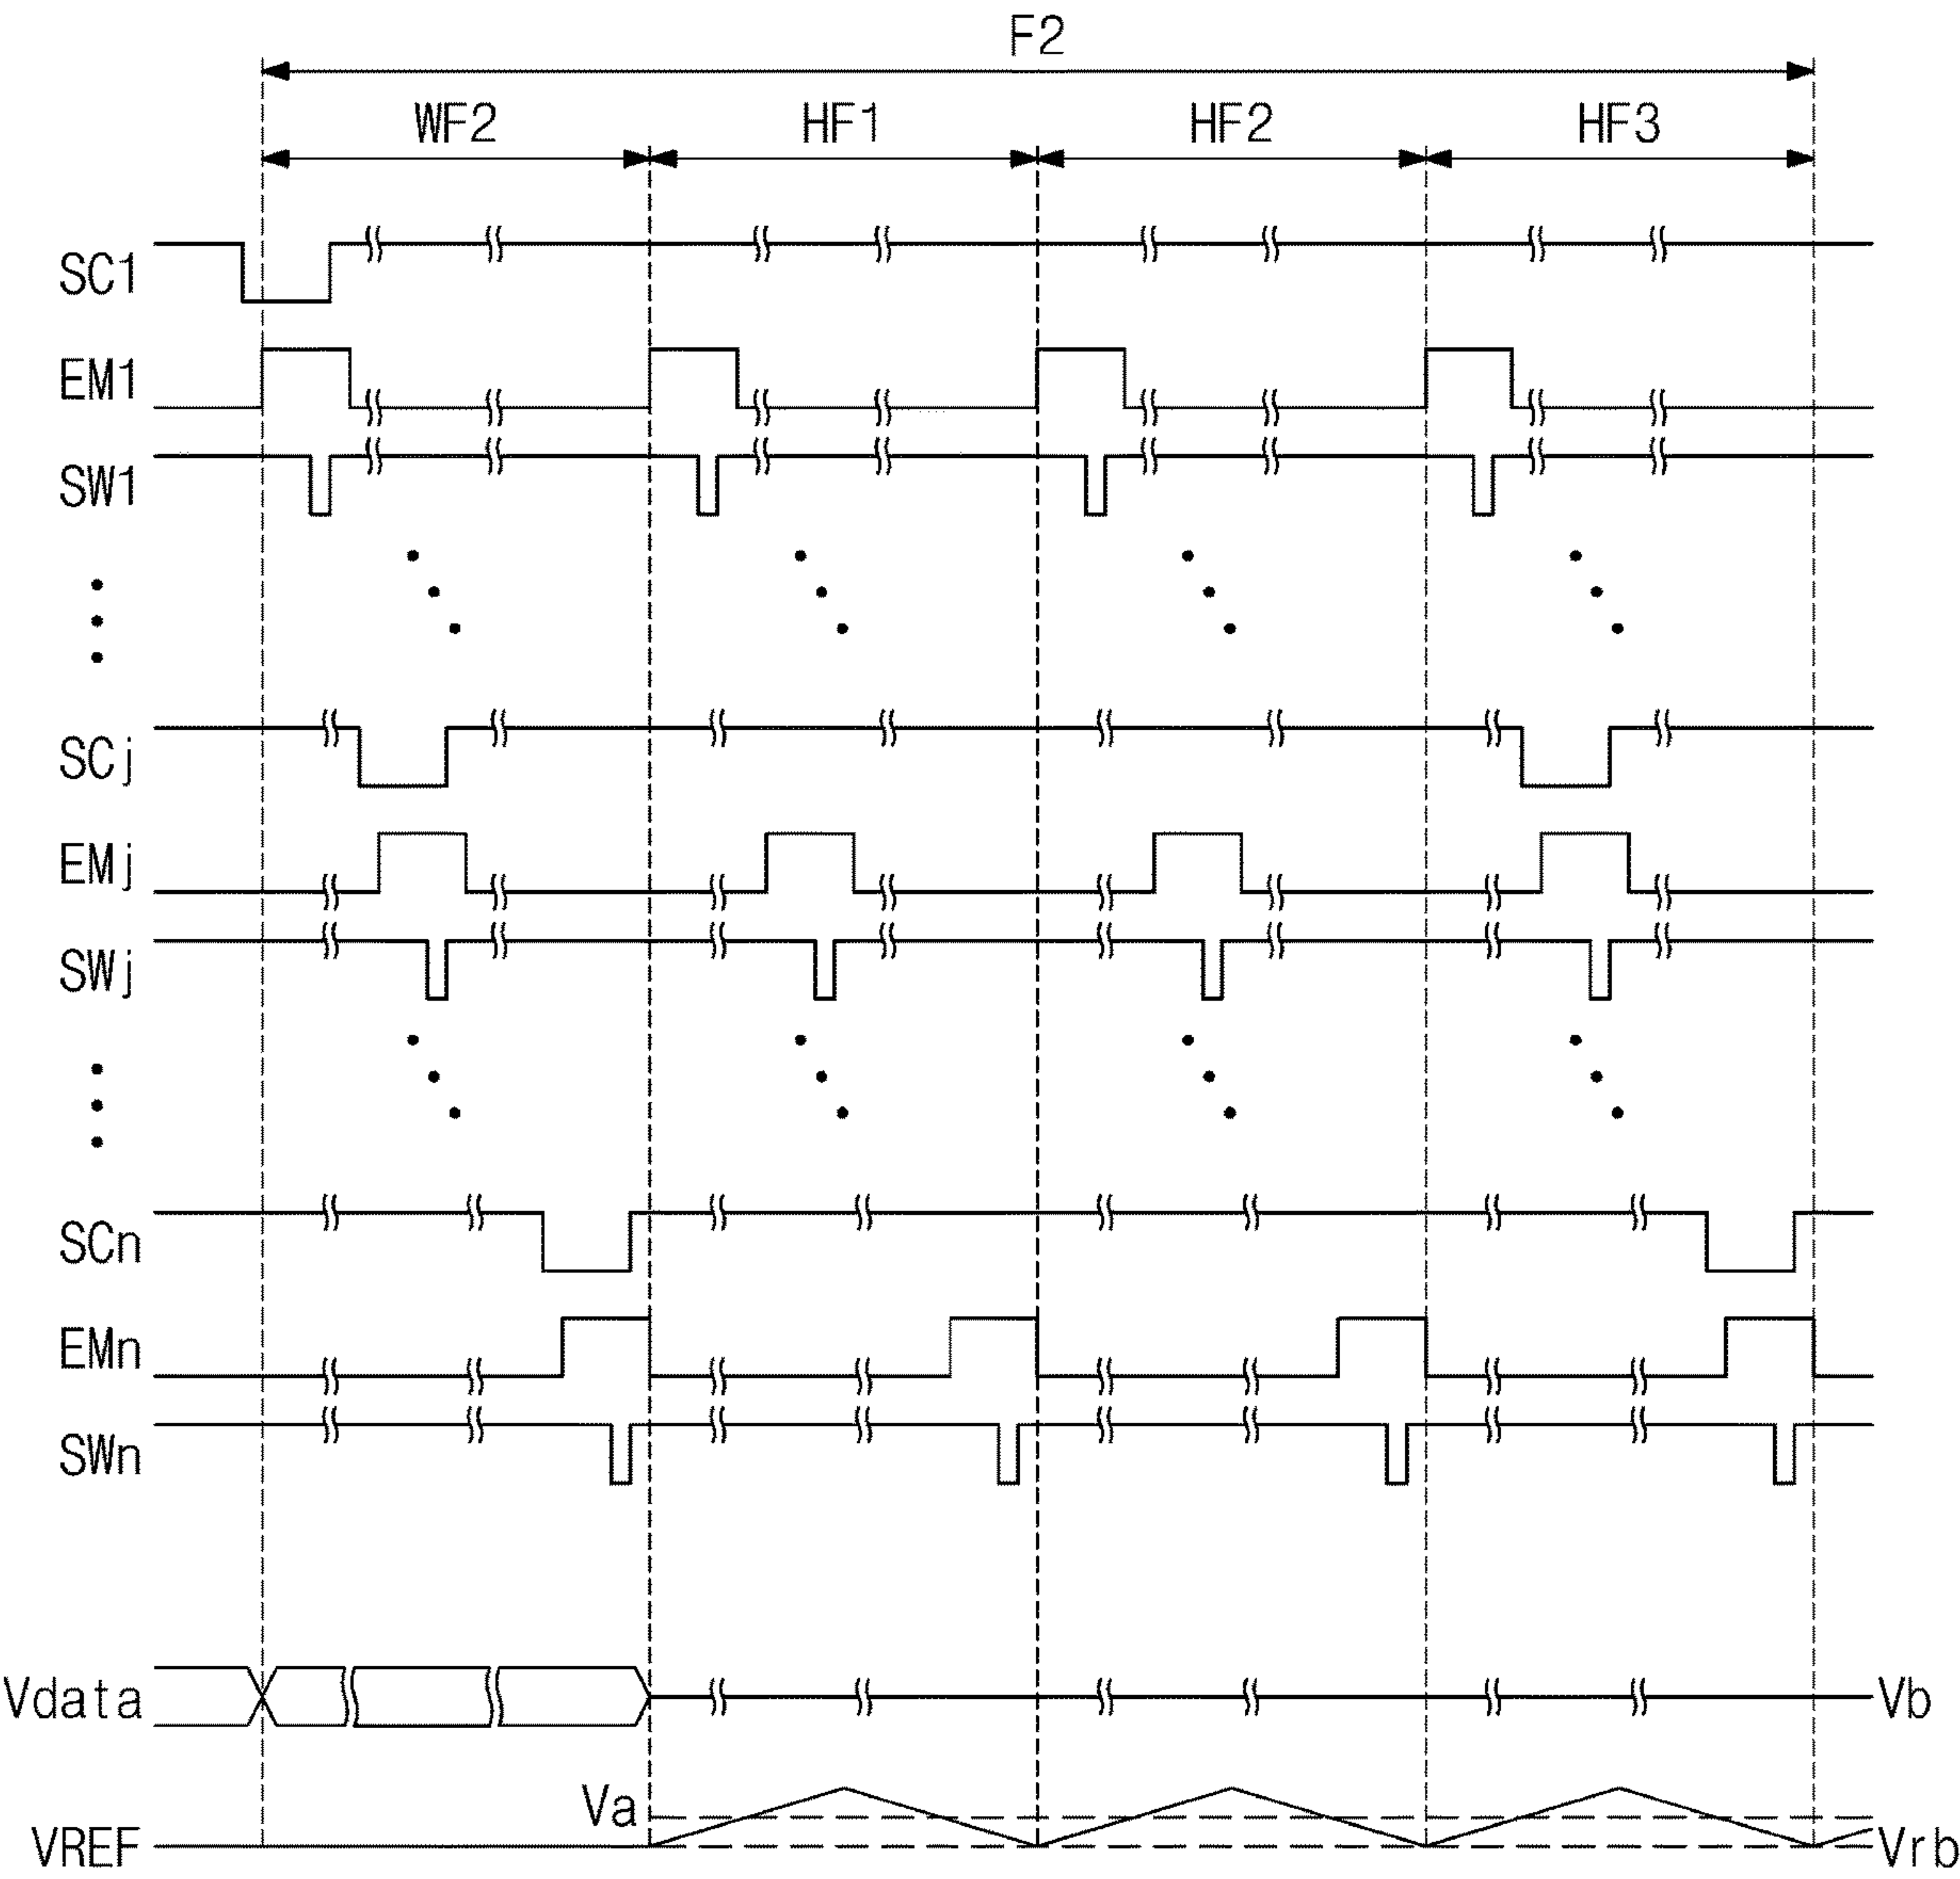 F2
WF2 HF1 HF2 HF3
SC1
EM1
SW1
SCj
EMj
SWj
SCn
EMn
SWn
Vdata Vb
Va
VREF Vrb